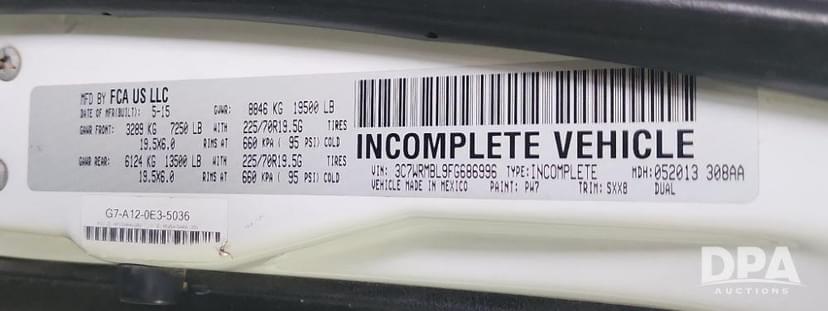 MFD BY FCA US LLC
DATE OF MFR(BUILT): 5-15 GVWR: 8846 KG 19500 LB
GAWR FRONT: 3289 KG 7250 LB WITH 225/70R19.5G TIRES
19.5X6.0 RIMS AT 660 KPA ( 95 PSI) COLD
GAWR REAR: 6124 KG 13500 LB WITH 225/70R19.5G TIRES
19.5X6.0 RIMS AT 660 KPA ( 95 PSI) COLD
INCOMPLETE VEHICLE
VIN: 3C7WRMBL9FG686996 TYPE: INCOMPLETE MDH: 052013 308AA
VEHICLE MADE IN MEXICO PAINT: PW7 TRIM: SXX8 DUAL
G7-A12-0E3-5036
DPA
AUCTIONS